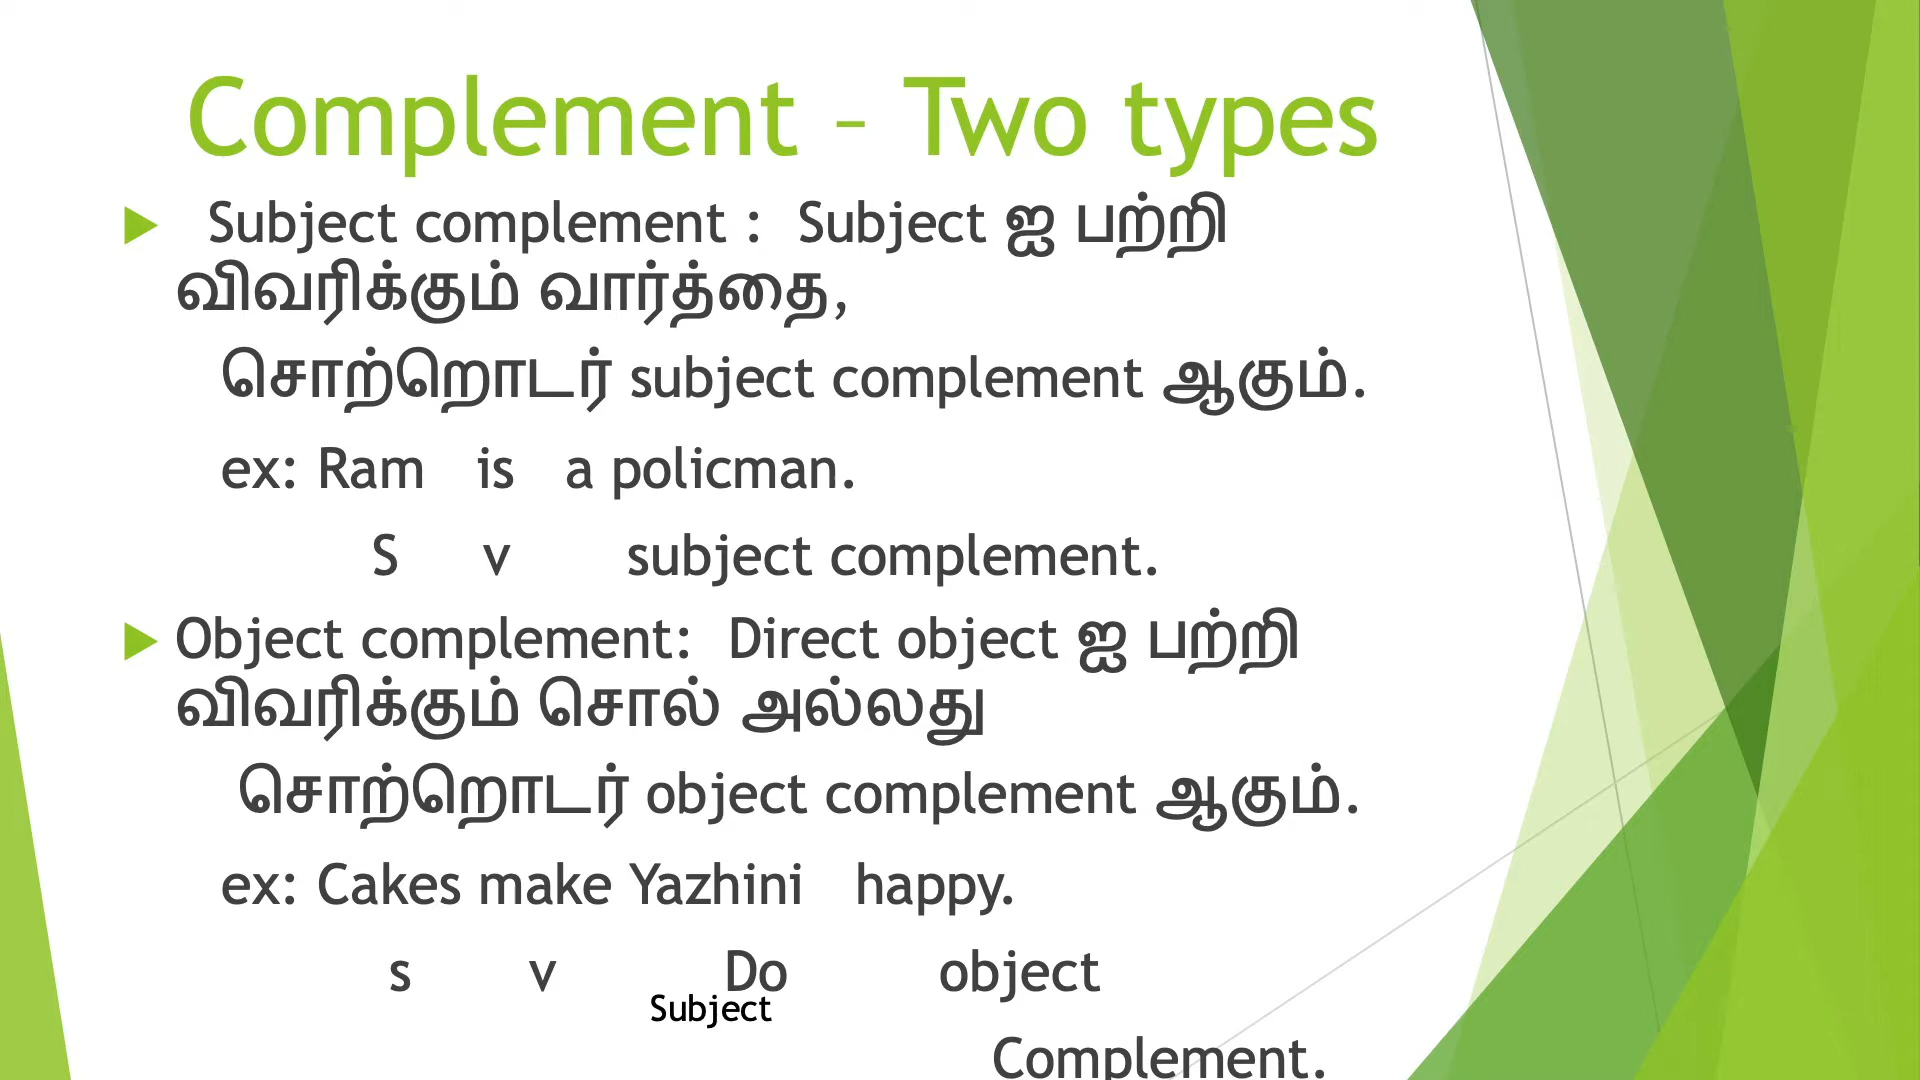 Complement – Two types
Subject complement : Subject ஐ பற்றி
விவரிக்கும் வார்த்தை,
சொற்றொடர் subject complement ஆகும்.
ex: Ram is a policman.
S v subject complement.
Object complement: Direct object ஐ பற்றி
விவரிக்கும் சொல் அல்லது
சொற்றொடர் object complement ஆகும்.
ex: Cakes make Yazhini happy.
s v Do object
Subject
Complement.